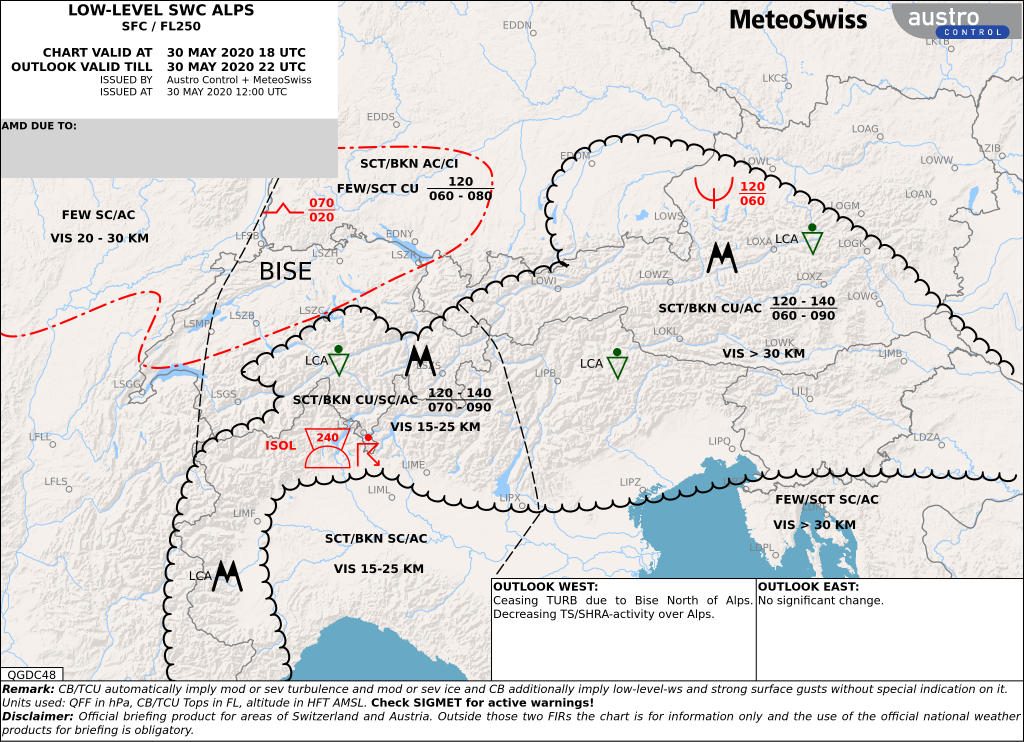 LOW-LEVEL SWC ALPS
SFC / FL250
CHART VALID AT 30 MAY 2020 18 UTC
OUTLOOK VALID TILL 30 MAY 2020 22 UTC
ISSUED BY Austro Control + MeteoSwiss
ISSUED AT 30 MAY 2020 12:00 UTC
AMD DUE TO:
MeteoSwiss
austro
CONTROL
EDDN
LKTB
LKCS
EDDS
LOAG
LZIB
EDDM
LOWL
LOWW
SCT/BKN AC/CI
FEW/SCT CU
120
060 - 080
120
060
LOAN
070
020
FEW SC/AC
VIS 20 - 30 KM
LOWS
LOGM
LFSB
EDNY
LSZH
LSZR
LOXA
LCA
LOGK
BISE
LOWI
LOWZ
LOXZ
LOWG
SCT/BKN CU/AC
120 - 140
060 - 090
LSZG
LSZB
LSMP
LOKL
LOWK
VIS > 30 KM
LJMB
LCA
LCA
LSZS
LIPB
LSGG
LSGS
LJLJ
SCT/BKN CU/SC/AC
120 - 140
070 - 090
VIS 15-25 KM
ISOL
240
LFLL
LIPO
LDZA
LIME
LFLS
LIML
LIPX
LIPZ
LIMF
FEW/SCT SC/AC
LDRI
VIS > 30 KM
SCT/BKN SC/AC
VIS 15-25 KM
LDPL
LCA
OUTLOOK WEST:
Ceasing TURB due to Bise North of Alps.
Decreasing TS/SHRA-activity over Alps.
OUTLOOK EAST:
No significant change.
QGDC48
Remark: CB/TCU automatically imply mod or sev turbulence and mod or sev ice and CB additionally imply low-level-ws and strong surface gusts without special indication on it.
Units used: QFF in hPa, CB/TCU Tops in FL, altitude in HFT AMSL. Check SIGMET for active warnings!
Disclaimer: Official briefing product for areas of Switzerland and Austria. Outside those two FIRs the chart is for information only and the use of the official national weather
products for briefing is obligatory.